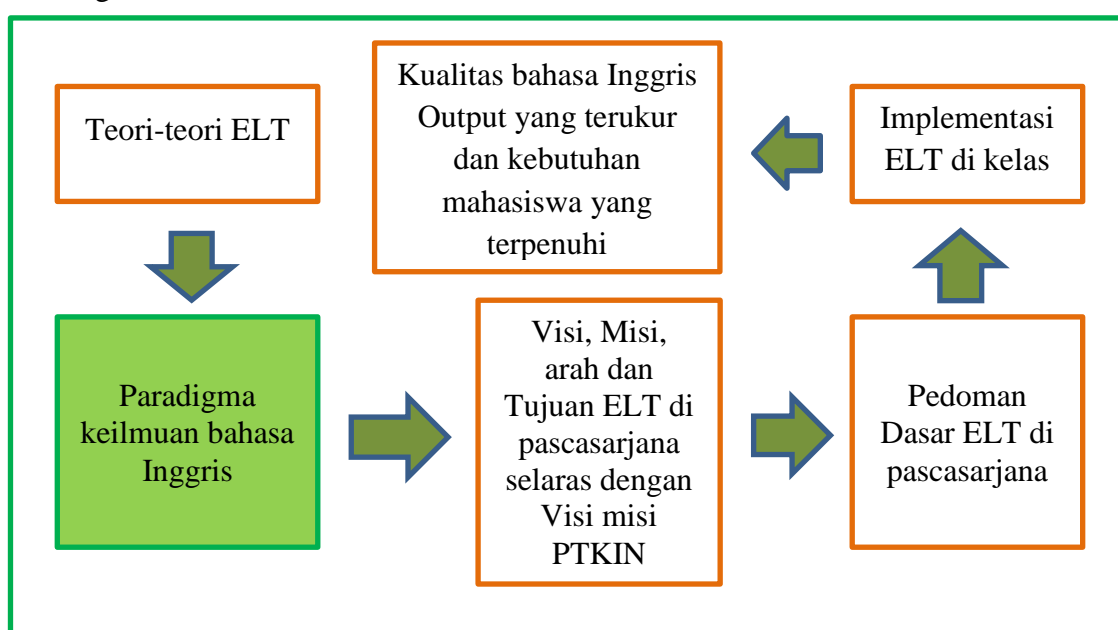 Teori-teori ELT
Kualitas bahasa Inggris
Output yang terukur
dan kebutuhan
mahasiswa yang
terpenuhi
Implementasi
ELT di kelas
Paradigma
keilmuan bahasa
Inggris
Visi, Misi,
arah dan
Tujuan ELT di
pascasarjana
selaras dengan
Visi misi
PTKIN
Pedoman
Dasar ELT di
pascasarjana